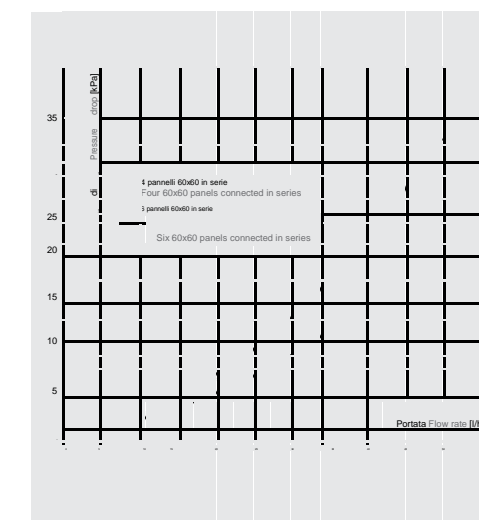 35
25
20
15
10
5
di Pressure drop [kPa]
4 pannelli 60x60 in serie
Four 60x60 panels connected in series
pannelli 60x60 in serie
Six 60x60 panels connected in series
Portata Flow rate